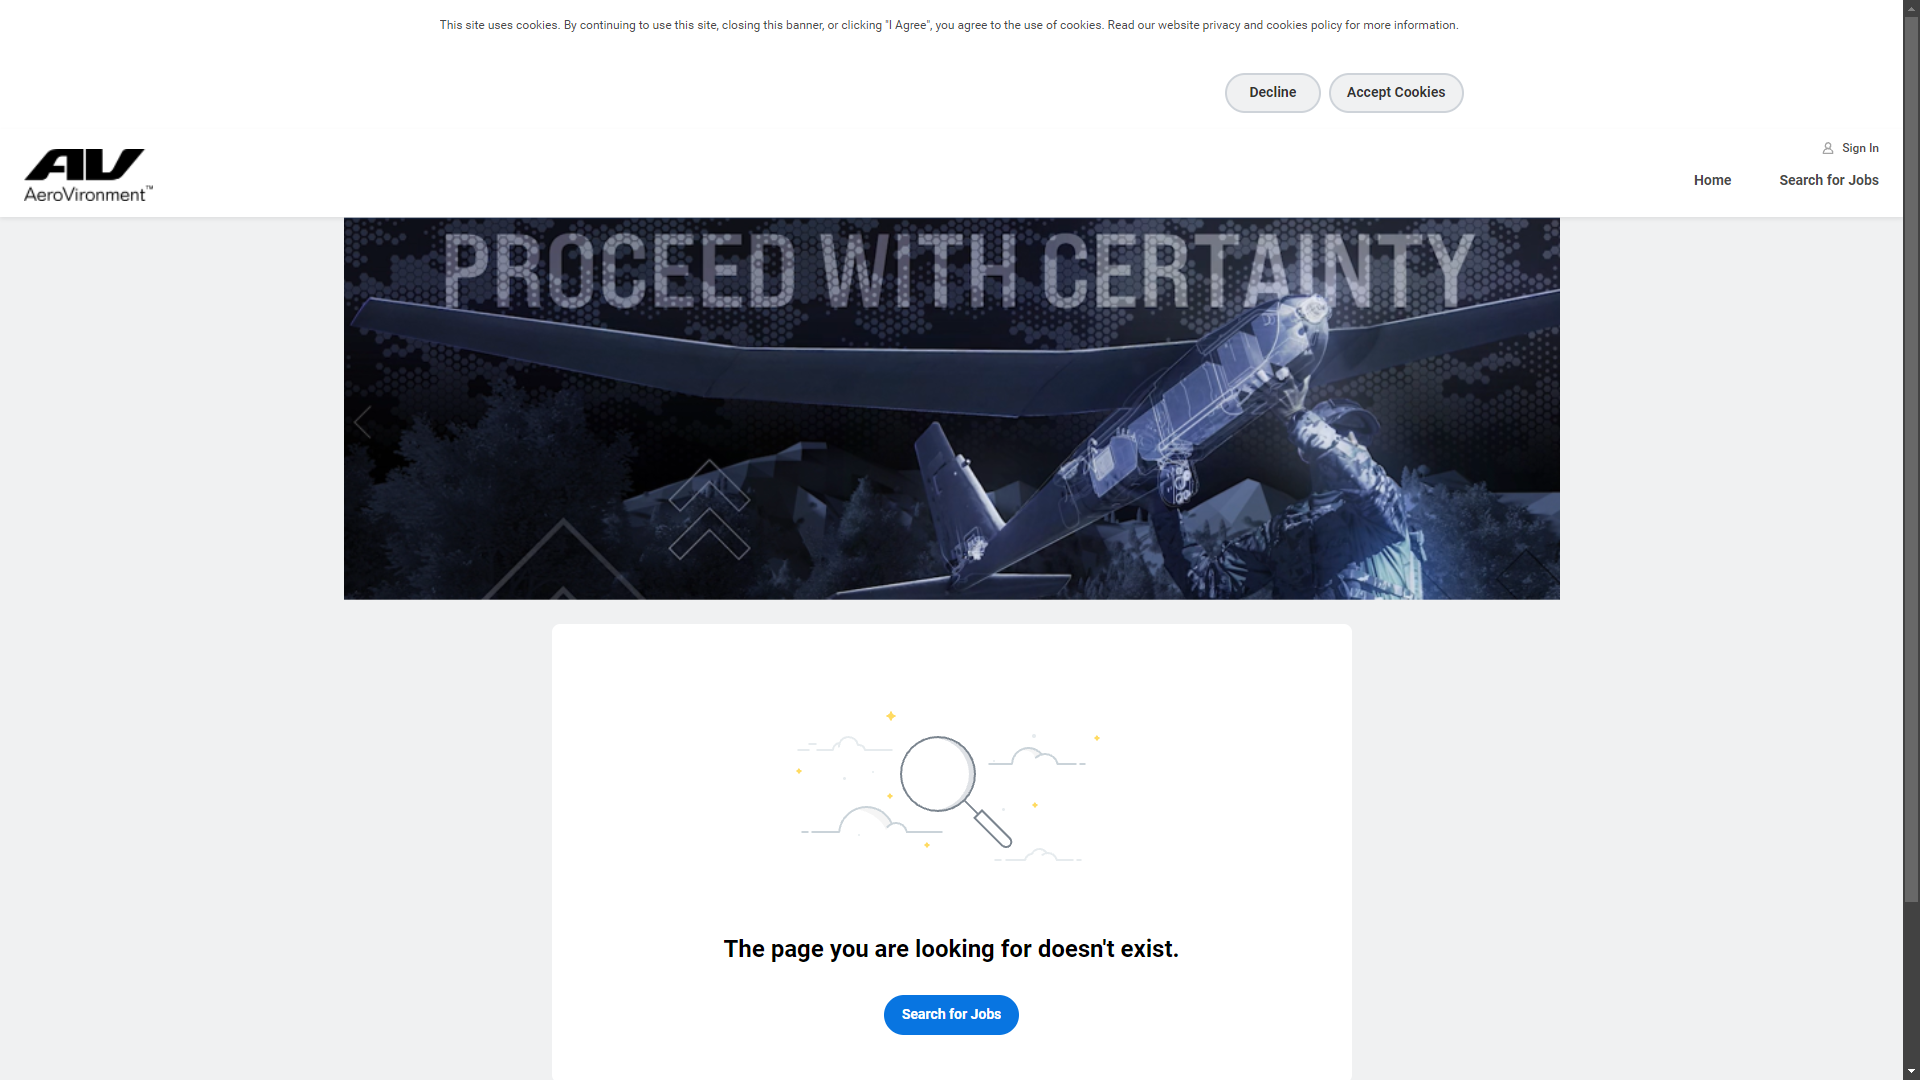 This site uses cookies. By continuing to use this site, closing this banner, or clicking "I Agree", you agree to the use of cookies. Read our website privacy and cookies policy for more information.
Decline
Accept Cookies
AV
AeroVironment™
Sign In
Home
Search for Jobs
PROCEED WITH CERTAINTY
The page you are looking for doesn't exist.
Search for Jobs